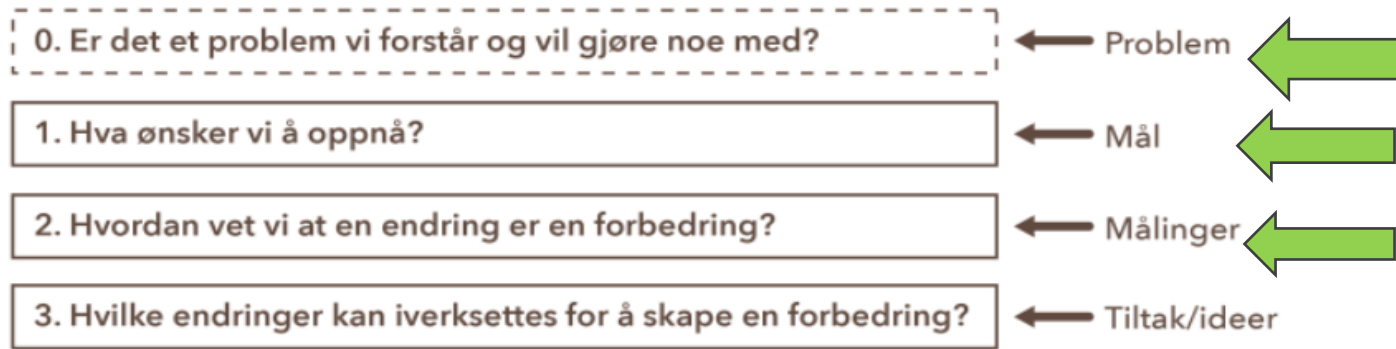 0. Er det et problem vi forstår og vil gjøre noe med? Problem
1. Hva ønsker vi å oppnå? Mål
2. Hvordan vet vi at en endring er en forbedring? Målinger
3. Hvilke endringer kan iverksettes for å skape en forbedring? Tiltak/ideer